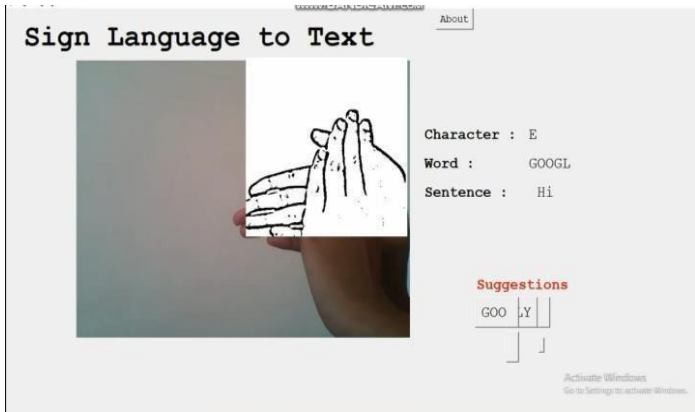 About
Sign Language to Text
Character : E
Word : GOOGL
Sentence : Hi
Suggestions
GOO LY
Activate Windows
Go to Settings to activate Windows.